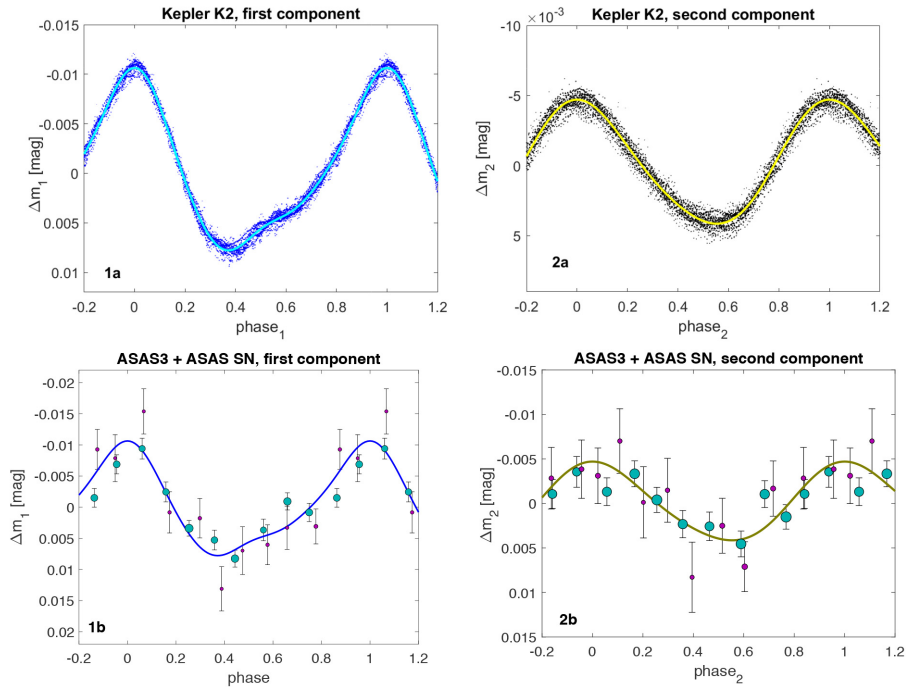 Kepler K2, first component
-0.015
-0.01
-0.005
0
0.005
0.01
Δm₁ [mag]
1a
-0.2 0 0.2 0.4 0.6 0.8 1 1.2
phase₁
Kepler K2, second component
× 10⁻³
-10
-5
0
5
Δm₂ [mag]
2a
-0.2 0 0.2 0.4 0.6 0.8 1 1.2
phase₂
ASAS3 + ASAS SN, first component
-0.02
-0.015
-0.01
-0.005
0
0.005
0.01
0.015
0.02
Δm₁ [mag]
1b
-0.2 0 0.2 0.4 0.6 0.8 1 1.2
phase
ASAS3 + ASAS SN, second component
-0.015
-0.01
-0.005
0
0.005
0.01
0.015
Δm₂ [mag]
2b
-0.2 0 0.2 0.4 0.6 0.8 1 1.2
phase₂